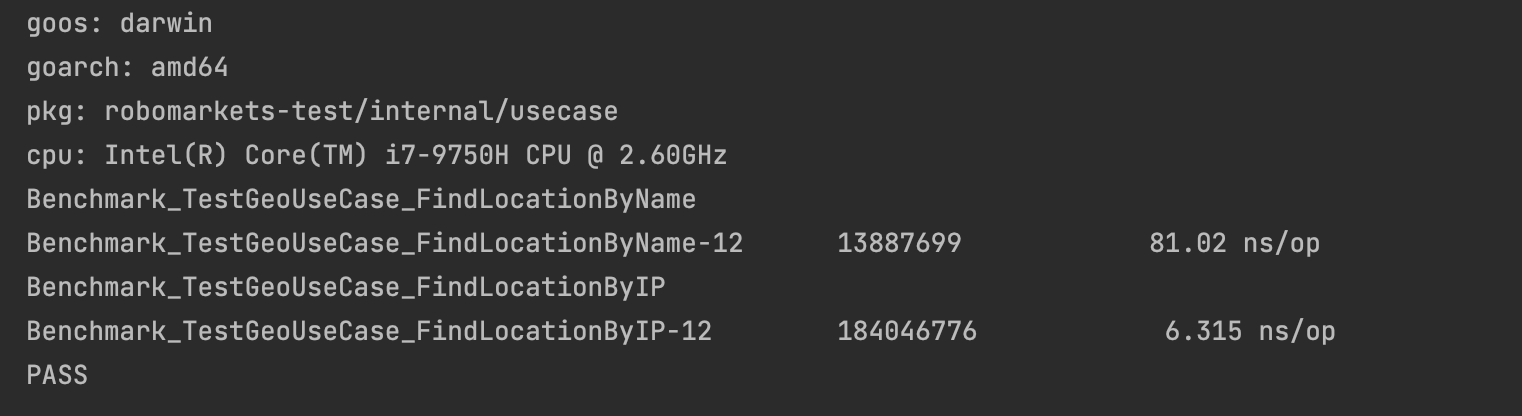 goos: darwin
goarch: amd64
pkg: robomarkets-test/internal/usecase
cpu: Intel(R) Core(TM) i7-9750H CPU @ 2.60GHz
Benchmark_TestGeoUseCase_FindLocationByName
Benchmark_TestGeoUseCase_FindLocationByName-12 13887699 81.02 ns/op
Benchmark_TestGeoUseCase_FindLocationByIP
Benchmark_TestGeoUseCase_FindLocationByIP-12 184046776 6.315 ns/op
PASS